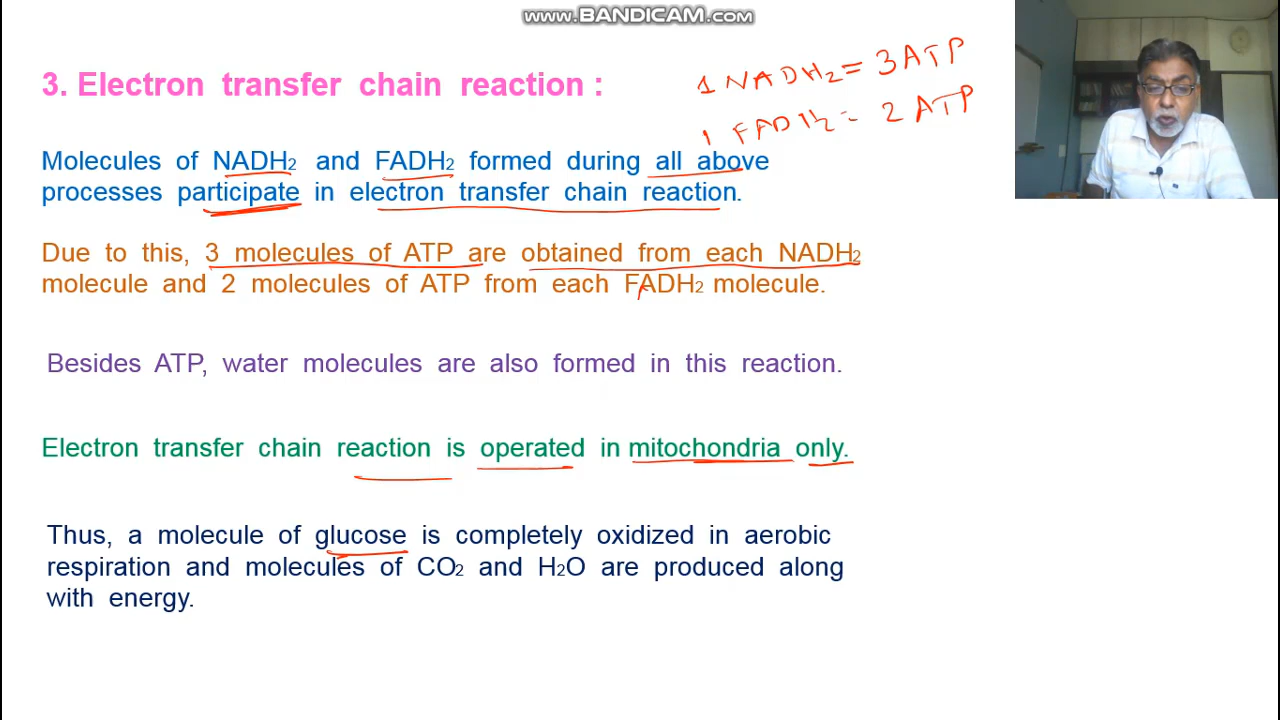 www.BANDICAM.com
3. Electron transfer chain reaction :
1 NADH2 = 3 ATP
1 FADH2 = 2 ATP
Molecules of NADH2 and FADH2 formed during all above
processes participate in electron transfer chain reaction.
Due to this, 3 molecules of ATP are obtained from each NADH2
molecule and 2 molecules of ATP from each FADH2 molecule.
Besides ATP, water molecules are also formed in this reaction.
Electron transfer chain reaction is operated in mitochondria only.
Thus, a molecule of glucose is completely oxidized in aerobic
respiration and molecules of CO2 and H2O are produced along
with energy.